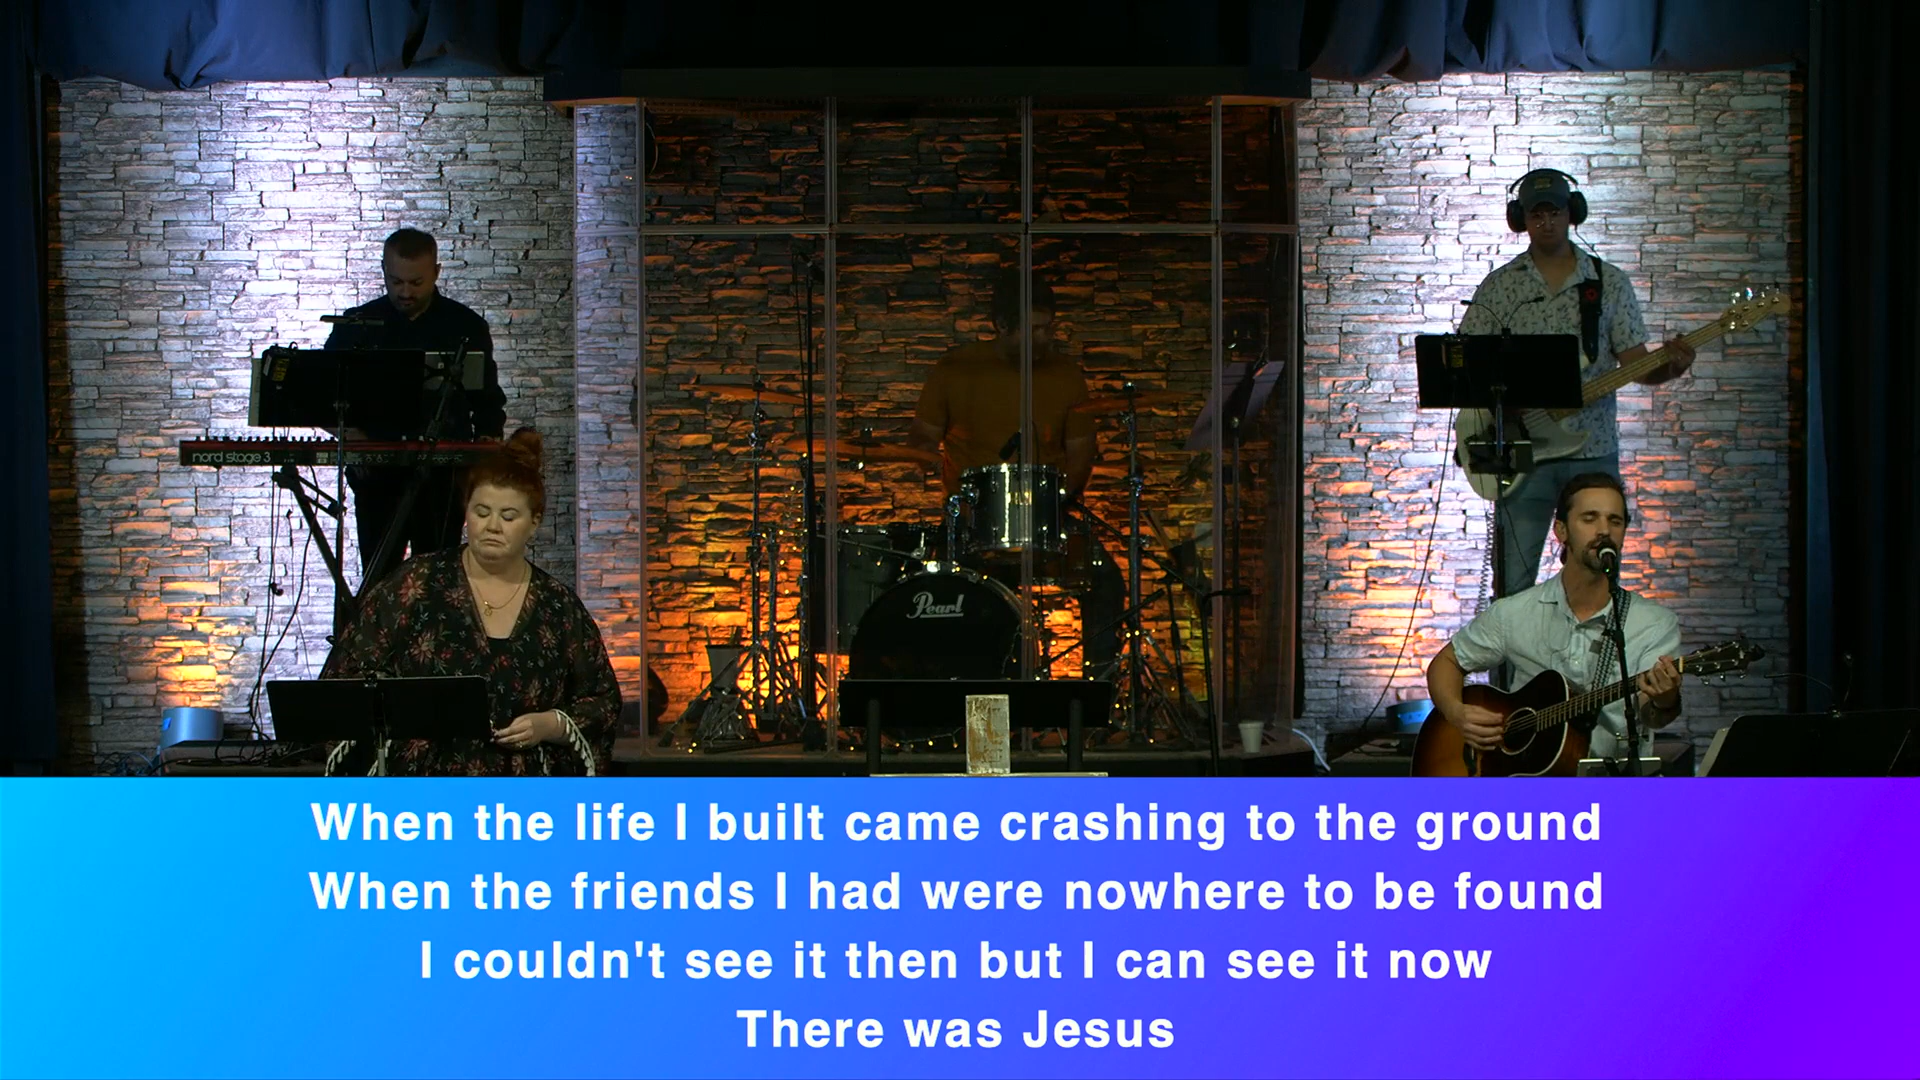 nord stage 3
Pearl
When the life I built came crashing to the ground
When the friends I had were nowhere to be found
I couldn't see it then but I can see it now
There was Jesus